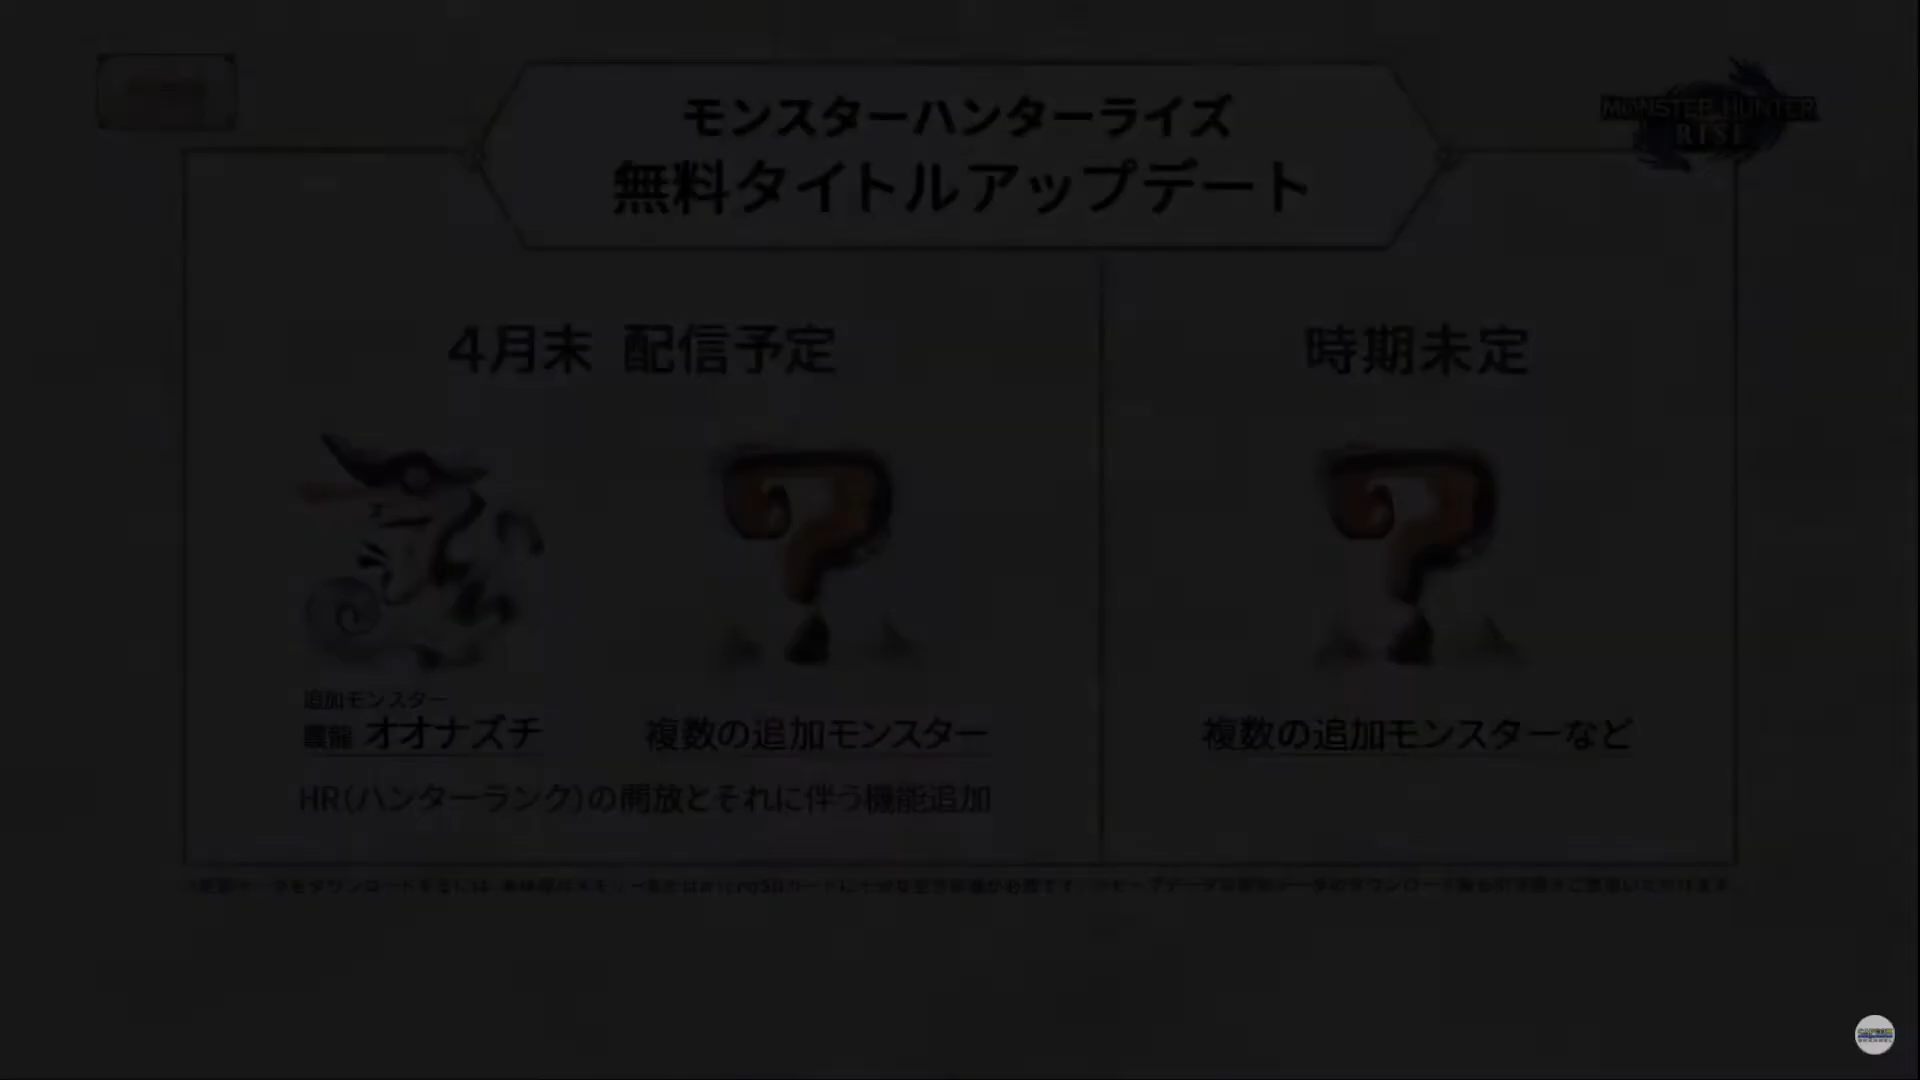 モンスターハンターライズ
無料タイトルアップデート
MONSTER HUNTER
RISE
4月末 配信予定
時期未定
追加モンスター
霞龍 オオナズチ
複数の追加モンスター
複数の追加モンスターなど
HR(ハンターランク)の開放とそれに伴う機能追加